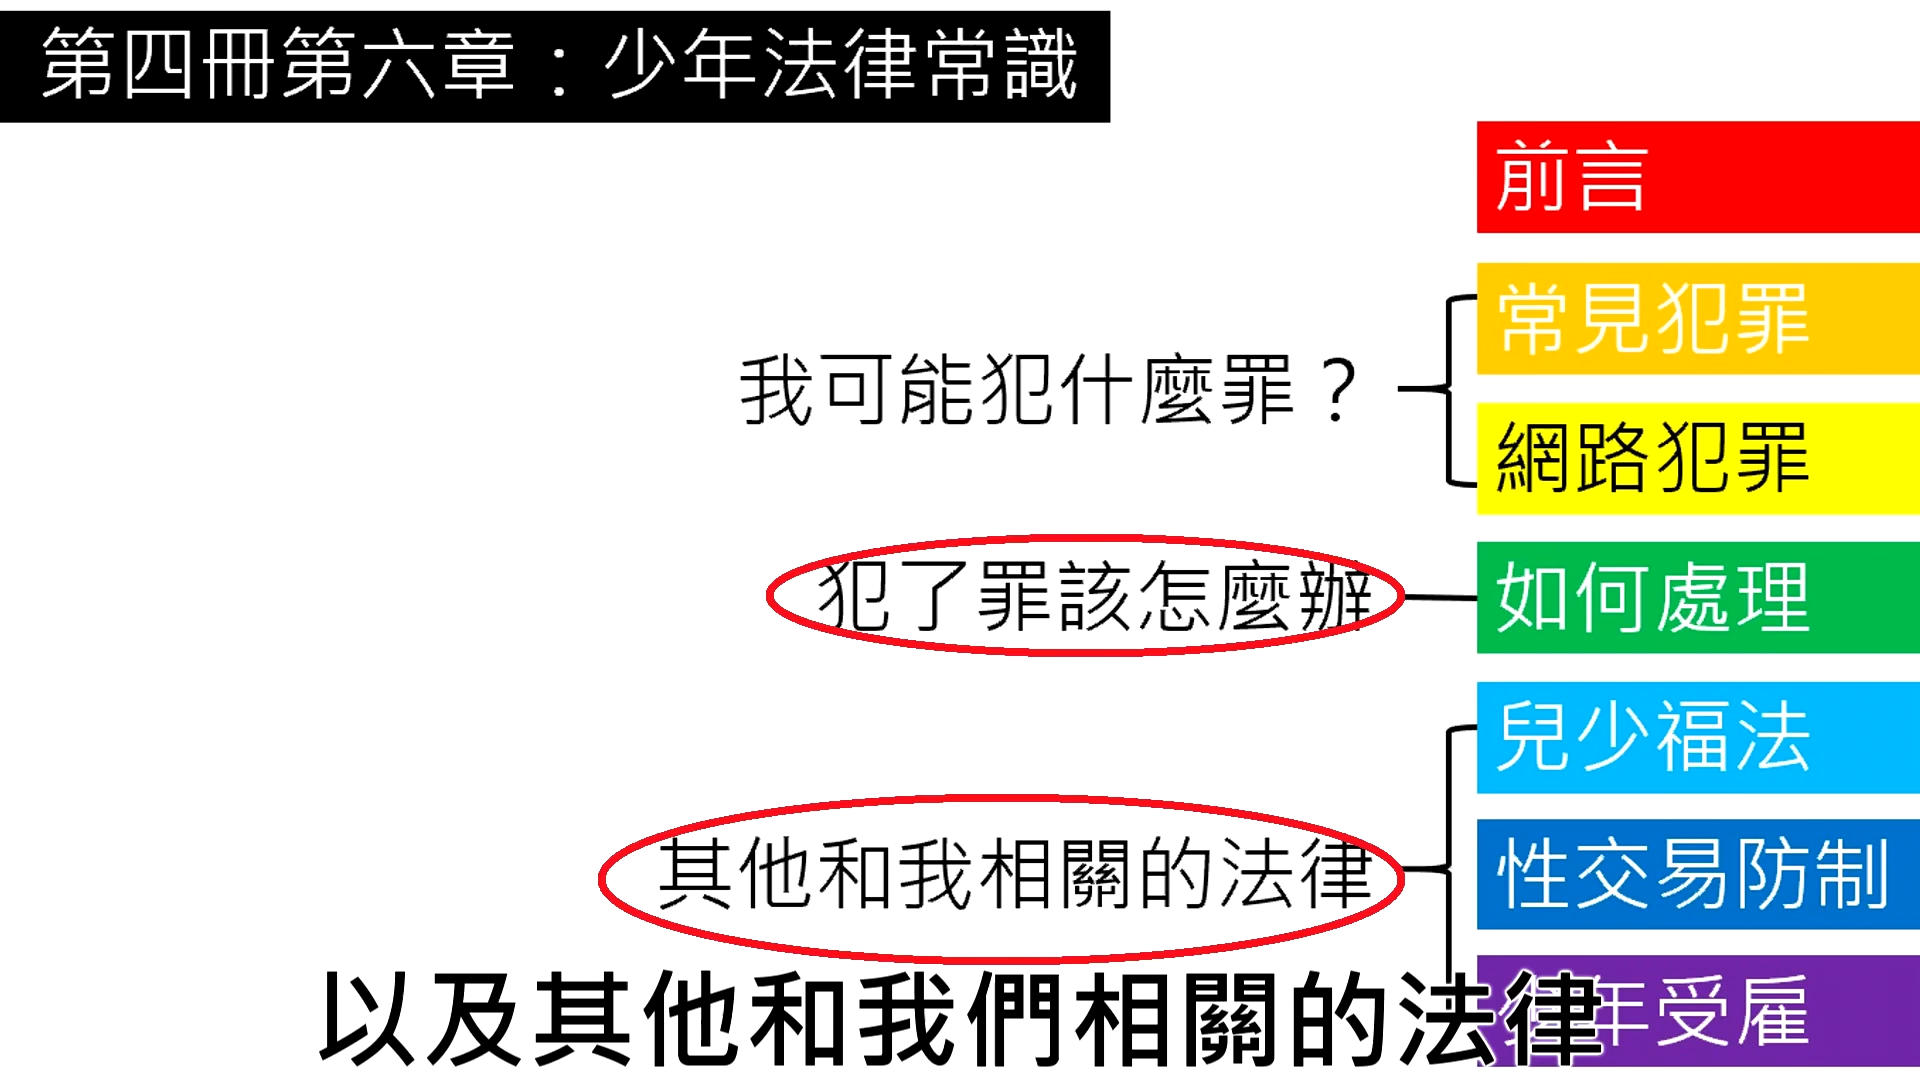 第四冊第六章：少年法律常識
前言
常見犯罪
我可能犯什麼罪？
網路犯罪
犯了罪該怎麼辦
如何處理
兒少福法
其他和我相關的法律
性交易防制
以及其他和我們相關的法律
年受雇